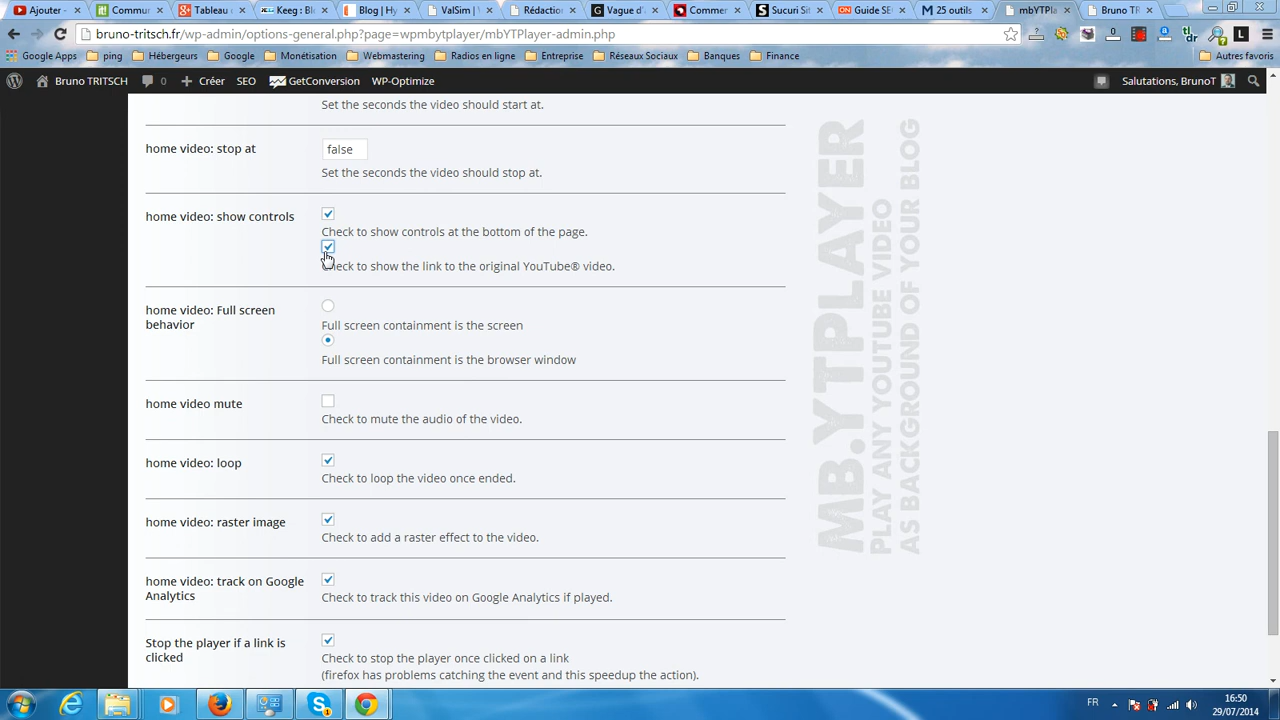 Ajouter -
Commun
Tableau
Keeg : B
Blog | Hy
ValSim |
Rédaction
Vague d'
Commer
Sucuri Sit
Guide SE
25 outils
mbYTPla
Bruno TR
bruno-tritsch.fr/wp-admin/options-general.php?page=wpmbytplayer/mbYTPlayer-admin.php
Google Apps ping Hébergeurs Google Monétisation Webmastering Radios en ligne Entreprise Réseaux Sociaux Banques Finance Autres favoris
Bruno TRITSCH 0 Créer SEO GetConversion WP-Optimize Salutations, BrunoT
Set the seconds the video should start at.
home video: stop at
false
Set the seconds the video should stop at.
home video: show controls
Check to show controls at the bottom of the page.
Check to show the link to the original YouTube® video.
home video: Full screen
behavior
Full screen containment is the screen
Full screen containment is the browser window
home video mute
Check to mute the audio of the video.
home video: loop
Check to loop the video once ended.
home video: raster image
Check to add a raster effect to the video.
home video: track on Google
Analytics
Check to track this video on Google Analytics if played.
Stop the player if a link is
clicked
Check to stop the player once clicked on a link
(firefox has problems catching the event and this speedup the action).
MB.YTPLAYER
PLAY ANY YOUTUBE VIDEO
AS BACKGROUND OF YOUR BLOG
FR
16:50
29/07/2014